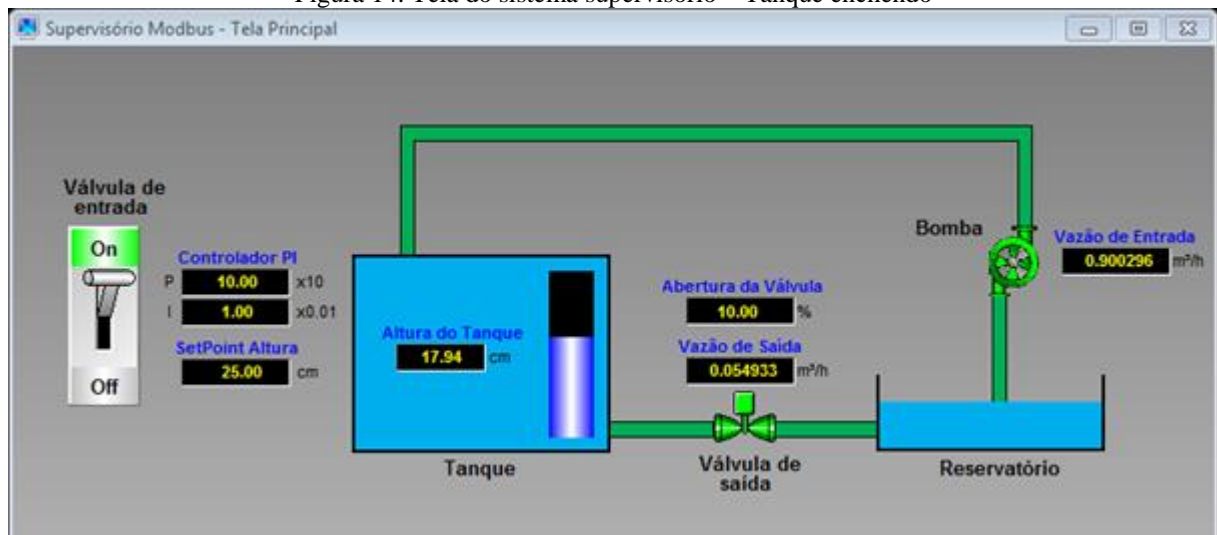 Figura 14. Tela do sistema supervisório – Tanque enchendo
Supervisório Modbus - Tela Principal
Válvula de
entrada
On
Off
Controlador PI
P 10.00 x10
I 1.00 x0.01
SetPoint Altura
25.00 cm
Altura do Tanque
17.94 cm
Tanque
Abertura da Válvula
10.00 %
Vazão de Saída
0.054933 m³/h
Válvula de
saída
Bomba
Vazão de Entrada
0.900296 m³/h
Reservatório